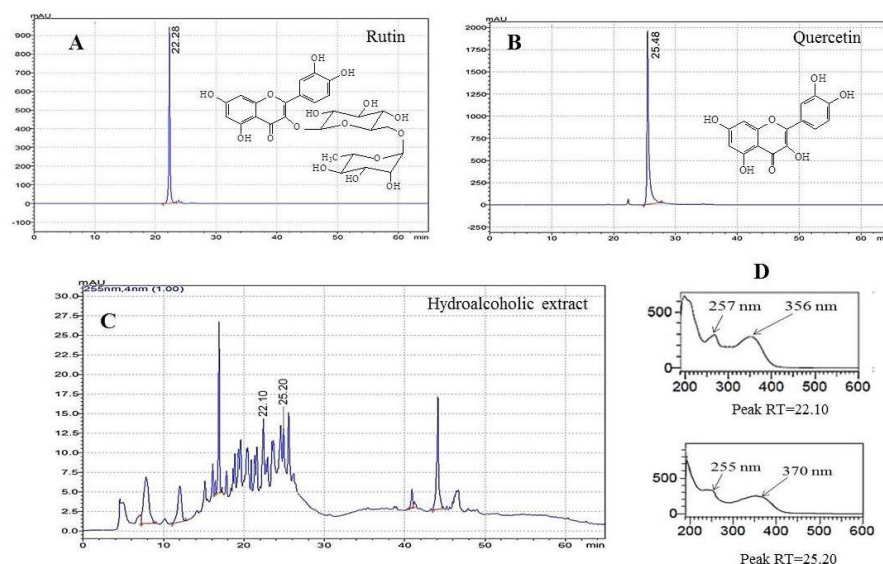 mAU
A
Rutin
22.28
900
800
700
600
500
400
300
200
100
0
-100
0 10 20 30 40 50 60 min
OH
OH
HO
O
OH
O
O
HO
OH
OH
O
O
H₃C
O
HO
HO
OH
mAU
B
Quercetin
25.48
2000
1750
1500
1250
1000
750
500
250
0
-250
0 10 20 30 40 50 60 min
OH
OH
HO
O
OH
OH
O
mAU
255nm,4nm (1.00)
C
Hydroalcoholic extract
22.10
25.20
30.0
27.5
25.0
22.5
20.0
17.5
15.0
12.5
10.0
7.5
5.0
2.5
0.0
0 10 20 30 40 50 60 min
D
257 nm
356 nm
500
0
200 300 400 500 600
Peak RT=22.10
255 nm
370 nm
500
0
200 300 400 500 600
Peak RT=25.20